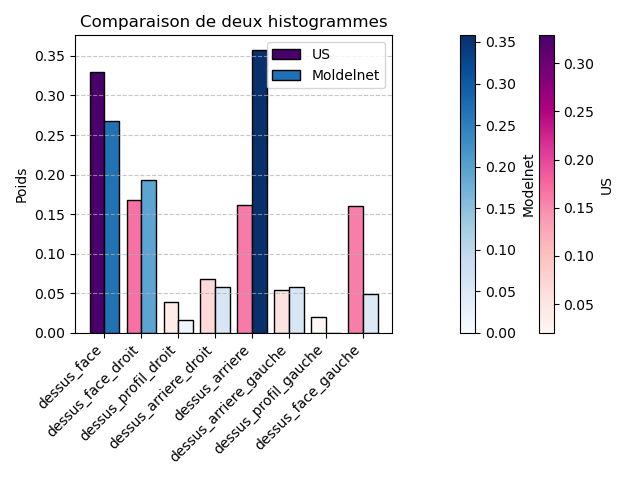 Comparaison de deux histogrammes
Poids
0.35
0.30
0.25
0.20
0.15
0.10
0.05
0.00
US
Moldelnet
dessus_face
dessus_face_droit
dessus_profil_droit
dessus_arriere_droit
dessus_arriere
dessus_arriere_gauche
dessus_profil_gauche
dessus_face_gauche
0.35
0.30
0.25
0.20
0.15
0.10
0.05
0.00
Modelnet
0.30
0.25
0.20
0.15
0.10
0.05
US